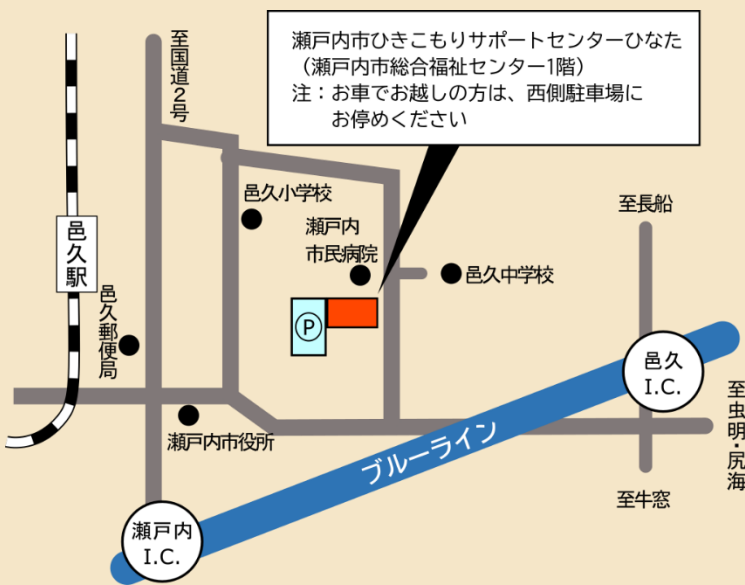 瀬戸内市ひきこもりサポートセンターひなた
（瀬戸内市総合福祉センター1階）
注：お車でお越しの方は、西側駐車場に
お停めください
至国道2号
邑久小学校
瀬戸内
市民病院
至長船
邑久駅
邑久中学校
邑久郵便局
P
邑久
I.C.
至虫明・尻海
瀬戸内市役所
ブルーライン
至牛窓
瀬戸内
I.C.